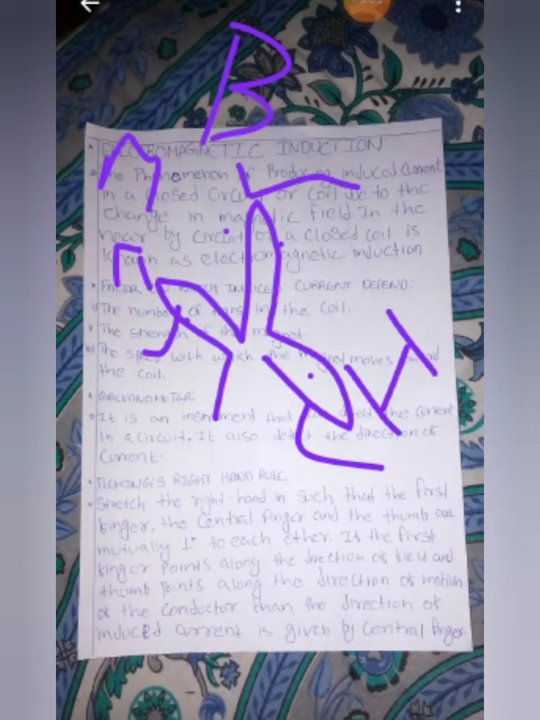 B
ELECTROMAGNETIC INDUCTION
The Phenomenon of Producing induced current
in a closed Circuit or Coil due to the
change in magnetic field in the
near by circuit or a closed coil is
known as electromagnetic induction
CURRENT DEPEND:
i) The number of turns in the coil.
The strength of the magnet.
The speed with which the magnet moves
the coil.
GALVANOMETER
It is an instrument that can detect the current
in a circuit. It also detect the direction of
Current.
FLEMING'S RIGHT HAND RULE
Stretch the right-hand in such that the first
finger, the Central finger and the thumb are
mutually to each other. If the first
finger Points along the direction of field and
thumb Points along the direction of motion
of the conductor than the direction of
induced current is given by Central finger.